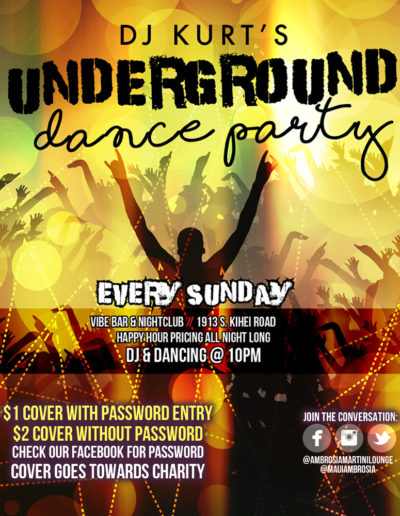 DJ KURT'S
UNDERGROUND
dance party
EVERY SUNDAY
VIBE BAR & NIGHTCLUB // 1913 S. KIHEI ROAD
HAPPY HOUR PRICING ALL NIGHT LONG
DJ & DANCING @ 10PM
$1 COVER WITH PASSWORD ENTRY
$2 COVER WITHOUT PASSWORD
CHECK OUR FACEBOOK FOR PASSWORD
COVER GOES TOWARDS CHARITY
JOIN THE CONVERSATION:
@AMBROSIAMARTINILOUNGE
@MAUIAMBROSIA